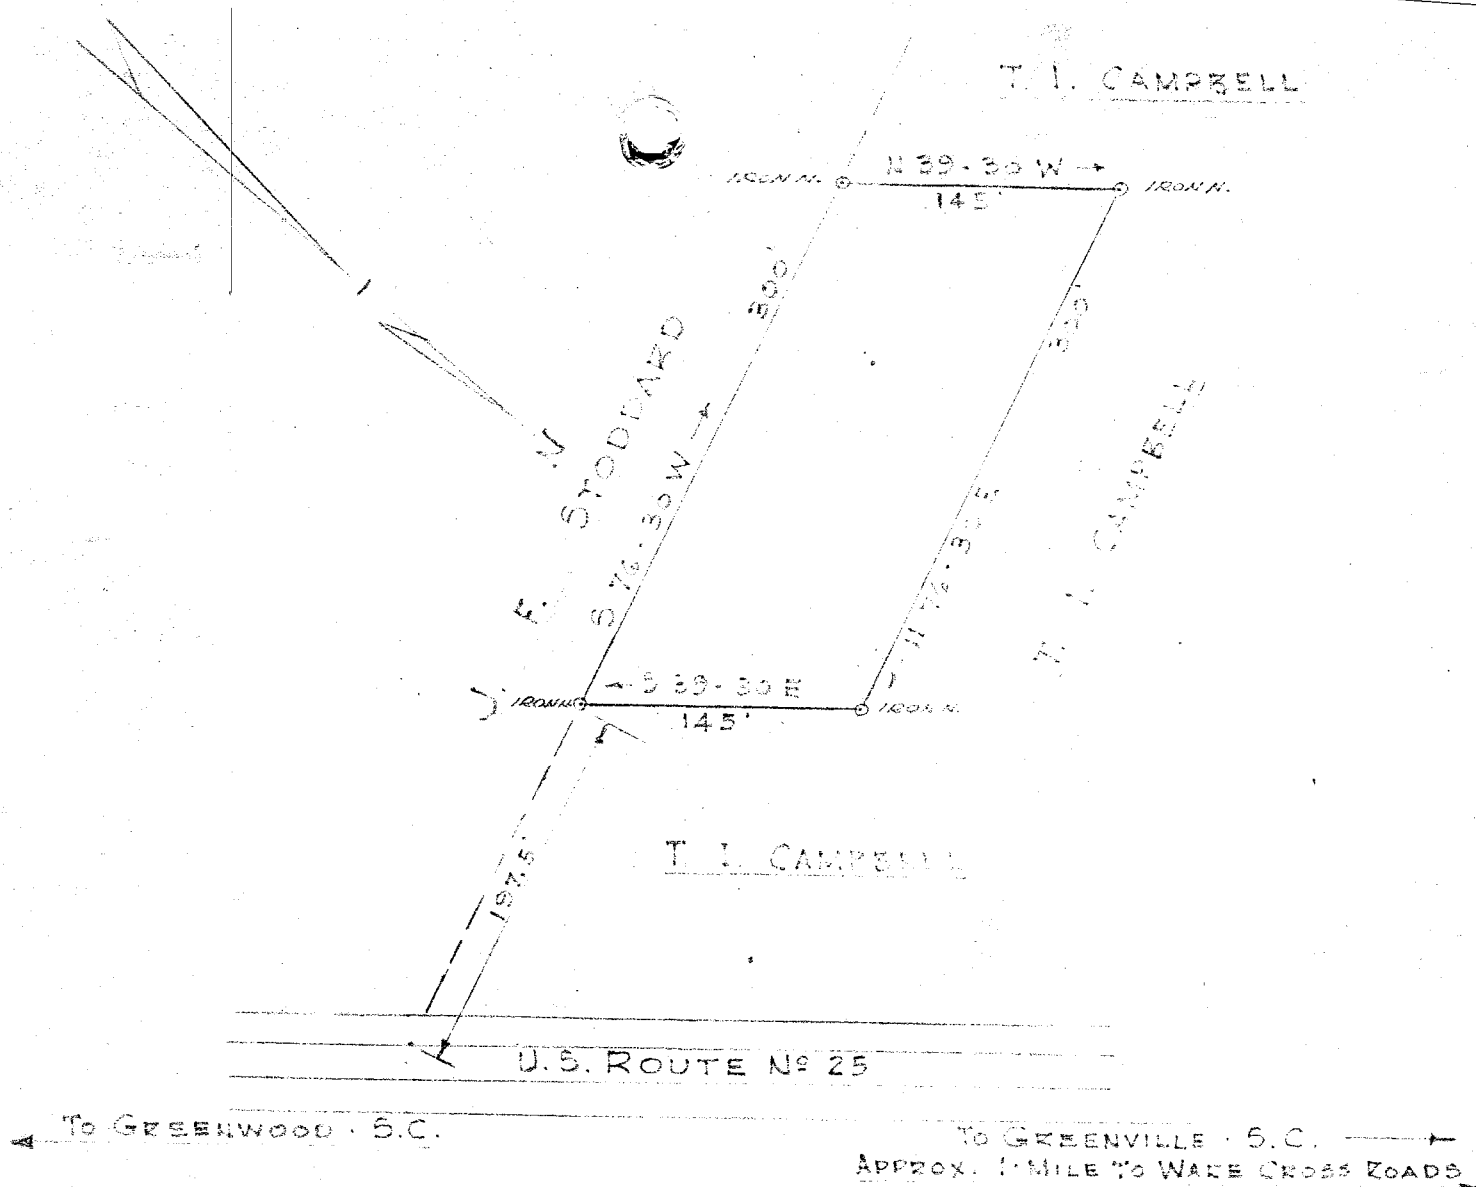 T. I. CAMPBELL
N 39-30 W
IRON N.
IRON N.
145'
300'
300'
N
J. F. STODDARD
S 76-30 W
N 76-30 E
T. I. CAMPBELL
S 39-30 E
IRON N
IRON N.
145'
197.5'
T. I. CAMPBELL
U.S. ROUTE Nº 25
TO GREENWOOD . S.C.
TO GREENVILLE . S.C.
APPROX. 1-MILE TO WARE CROSS ROADS